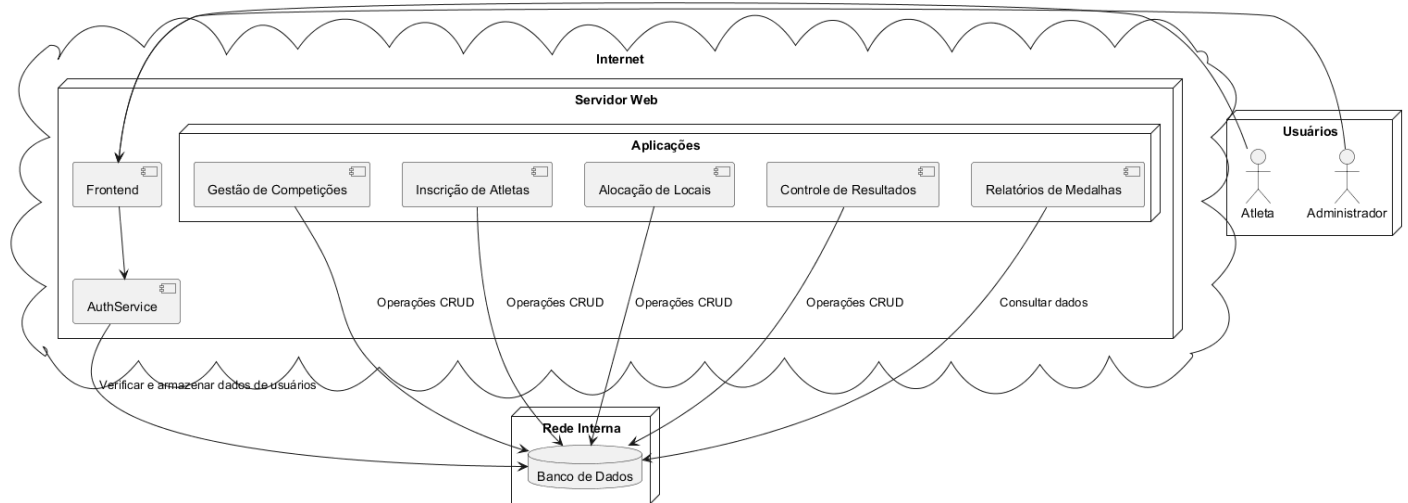 Internet
Servidor Web
Usuários
Aplicações
Frontend
Gestão de Competições
Inscrição de Atletas
Alocação de Locais
Controle de Resultados
Relatórios de Medalhas
Atleta
Administrador
AuthService
Operações CRUD
Operações CRUD
Operações CRUD
Operações CRUD
Consultar dados
Verificar e armazenar dados de usuários
Rede Interna
Banco de Dados